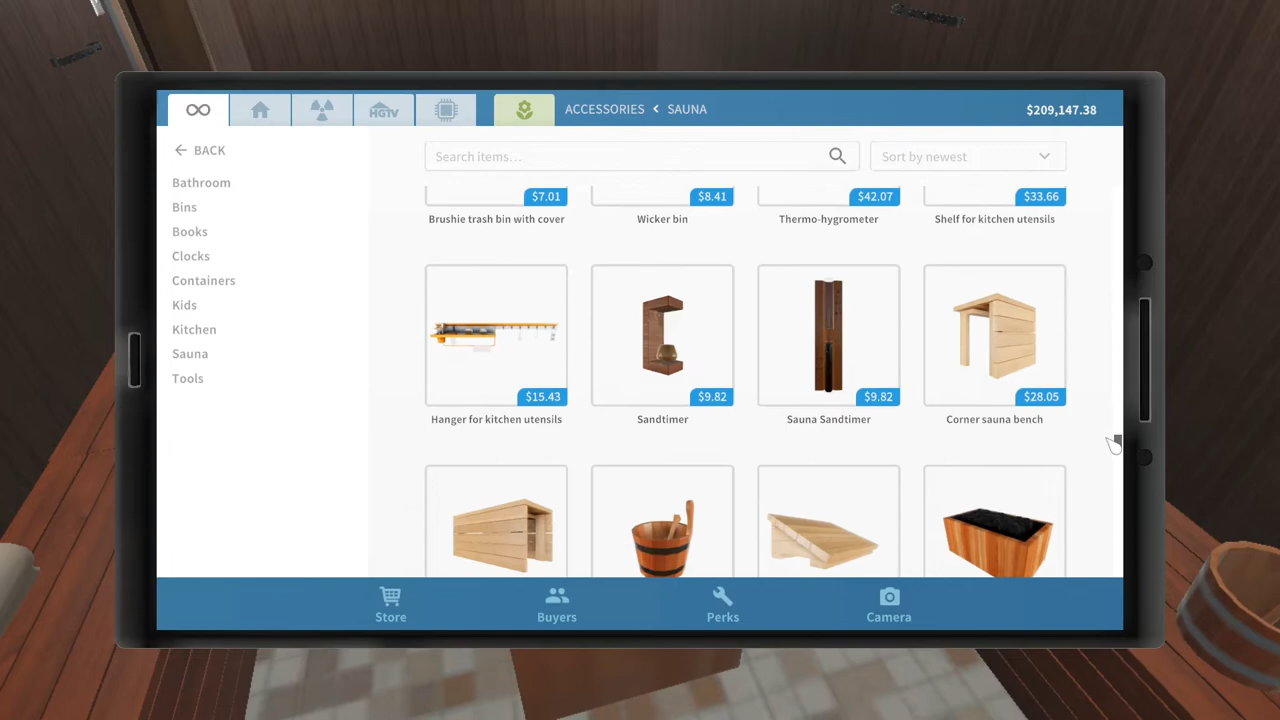 HGTV
ACCESSORIES < SAUNA
$209,147.38
BACK
Search items...
Sort by newest
Bathroom
Bins
Books
Clocks
Containers
Kids
Kitchen
Sauna
Tools
$7.01
$8.41
$42.07
$33.66
Brushie trash bin with cover
Wicker bin
Thermo-hygrometer
Shelf for kitchen utensils
$15.43
$9.82
$9.82
$28.05
Hanger for kitchen utensils
Sandtimer
Sauna Sandtimer
Corner sauna bench
Store
Buyers
Perks
Camera